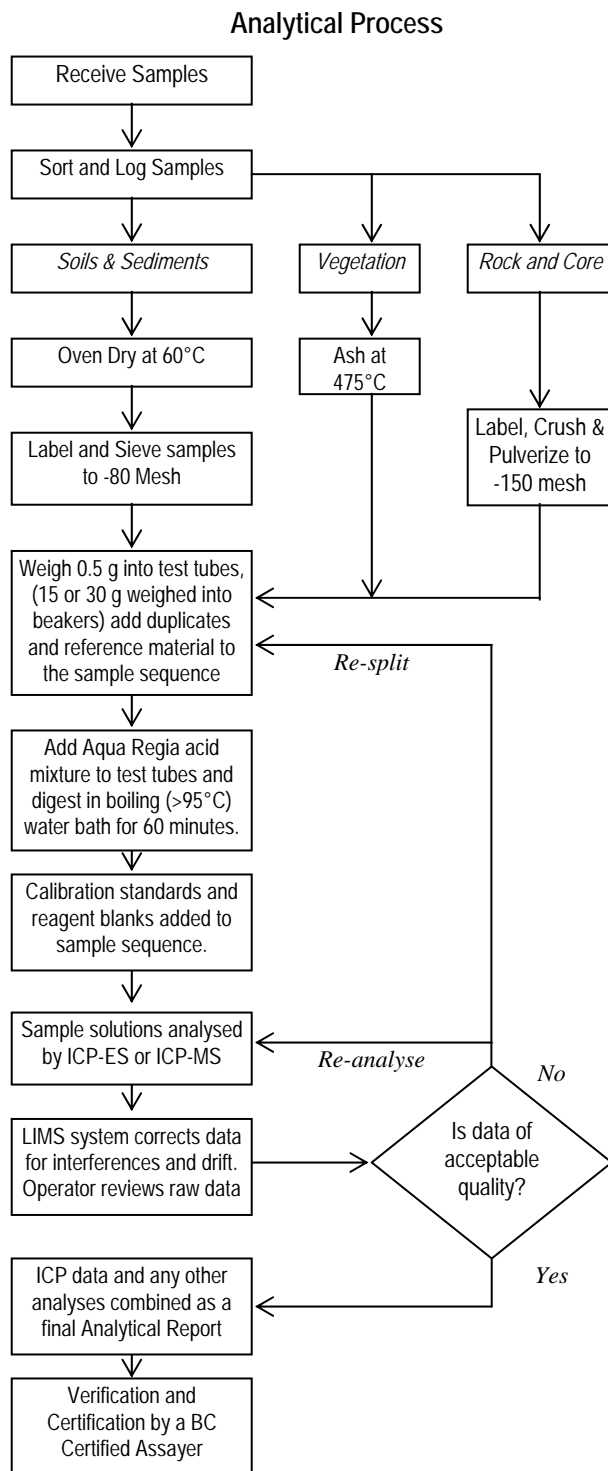 Analytical Process
Receive Samples
Sort and Log Samples
Soils & Sediments
Vegetation
Rock and Core
Oven Dry at 60°C
Ash at
475°C
Label and Sieve samples
to -80 Mesh
Label, Crush &
Pulverize to
-150 mesh
Weigh 0.5 g into test tubes,
(15 or 30 g weighed into
beakers) add duplicates
and reference material to
the sample sequence
Re-split
Add Aqua Regia acid
mixture to test tubes and
digest in boiling (>95°C)
water bath for 60 minutes.
Calibration standards and
reagent blanks added to
sample sequence.
Sample solutions analysed
by ICP-ES or ICP-MS
Re-analyse
No
LIMS system corrects data
for interferences and drift.
Operator reviews raw data
Is data of
acceptable
quality?
Yes
ICP data and any other
analyses combined as a
final Analytical Report
Verification and
Certification by a BC
Certified Assayer